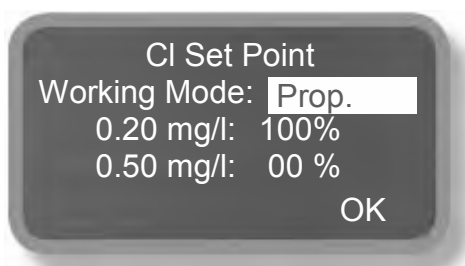 Cl Set Point
Working Mode: Prop.
0.20 mg/l: 100%
0.50 mg/l: 00 %
OK